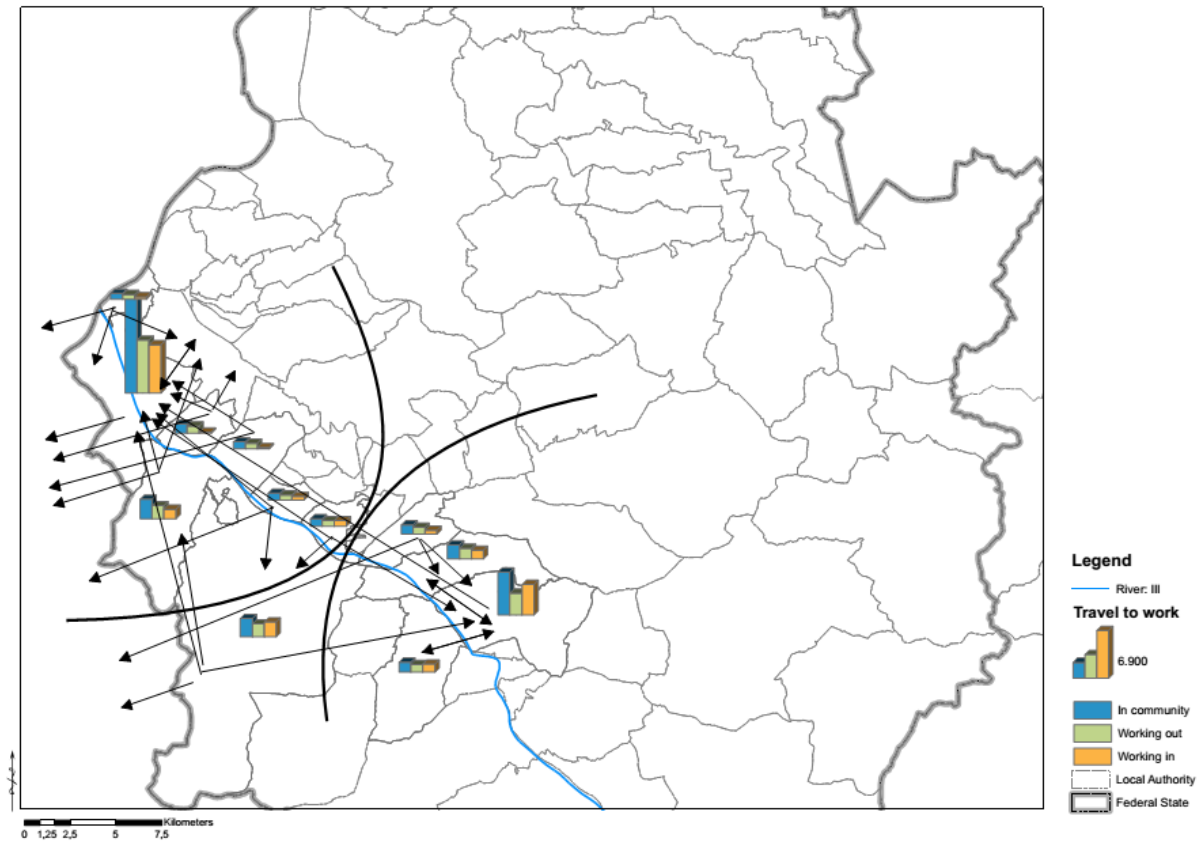 Legend
River: Ill
Travel to work
6.900
In community
Working out
Working in
Local Authority
Federal State
Kilometers
0 1,25 2,5 5 7,5